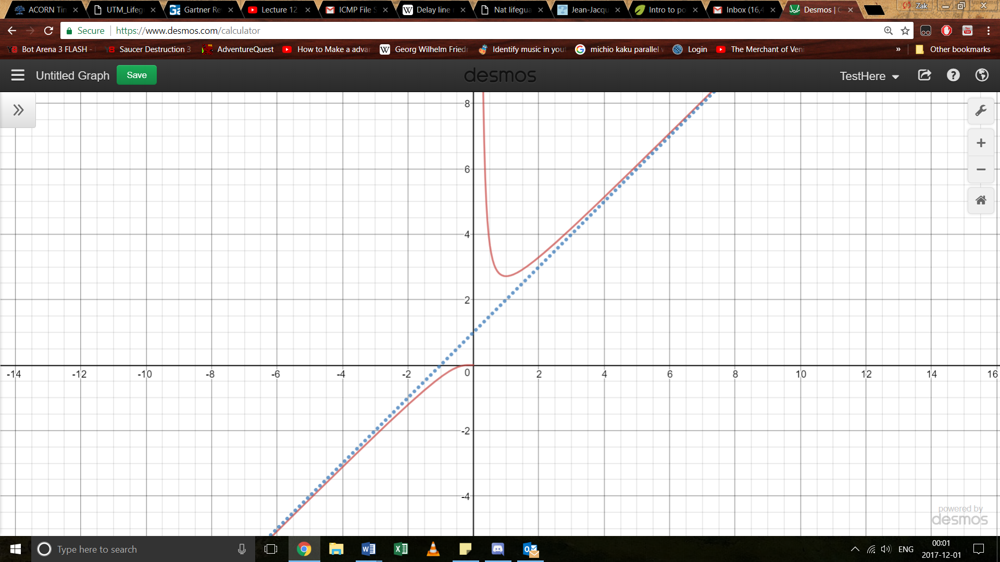 ACORN Tin
UTM_Lifeg
Gartner Re
Lecture 12
ICMP File S
Delay line
Nat lifegua
Jean-Jacqu
Intro to po
Inbox (16,4
Desmos | C
Zak
Secure
https://www.desmos.com/calculator
Bot Arena 3 FLASH -
Saucer Destruction 3
AdventureQuest
How to Make a advar
Georg Wilhelm Friedr
Identify music in you
michio kaku parallel
Login
The Merchant of Veni
»
Other bookmarks
Untitled Graph
Save
desmos
TestHere
8
6
4
2
-14 -12 -10 -8 -6 -4 -2 0 2 4 6 8 10 12 14 16
-2
-4
powered by
desmos
Type here to search
ENG
00:01
2017-12-01